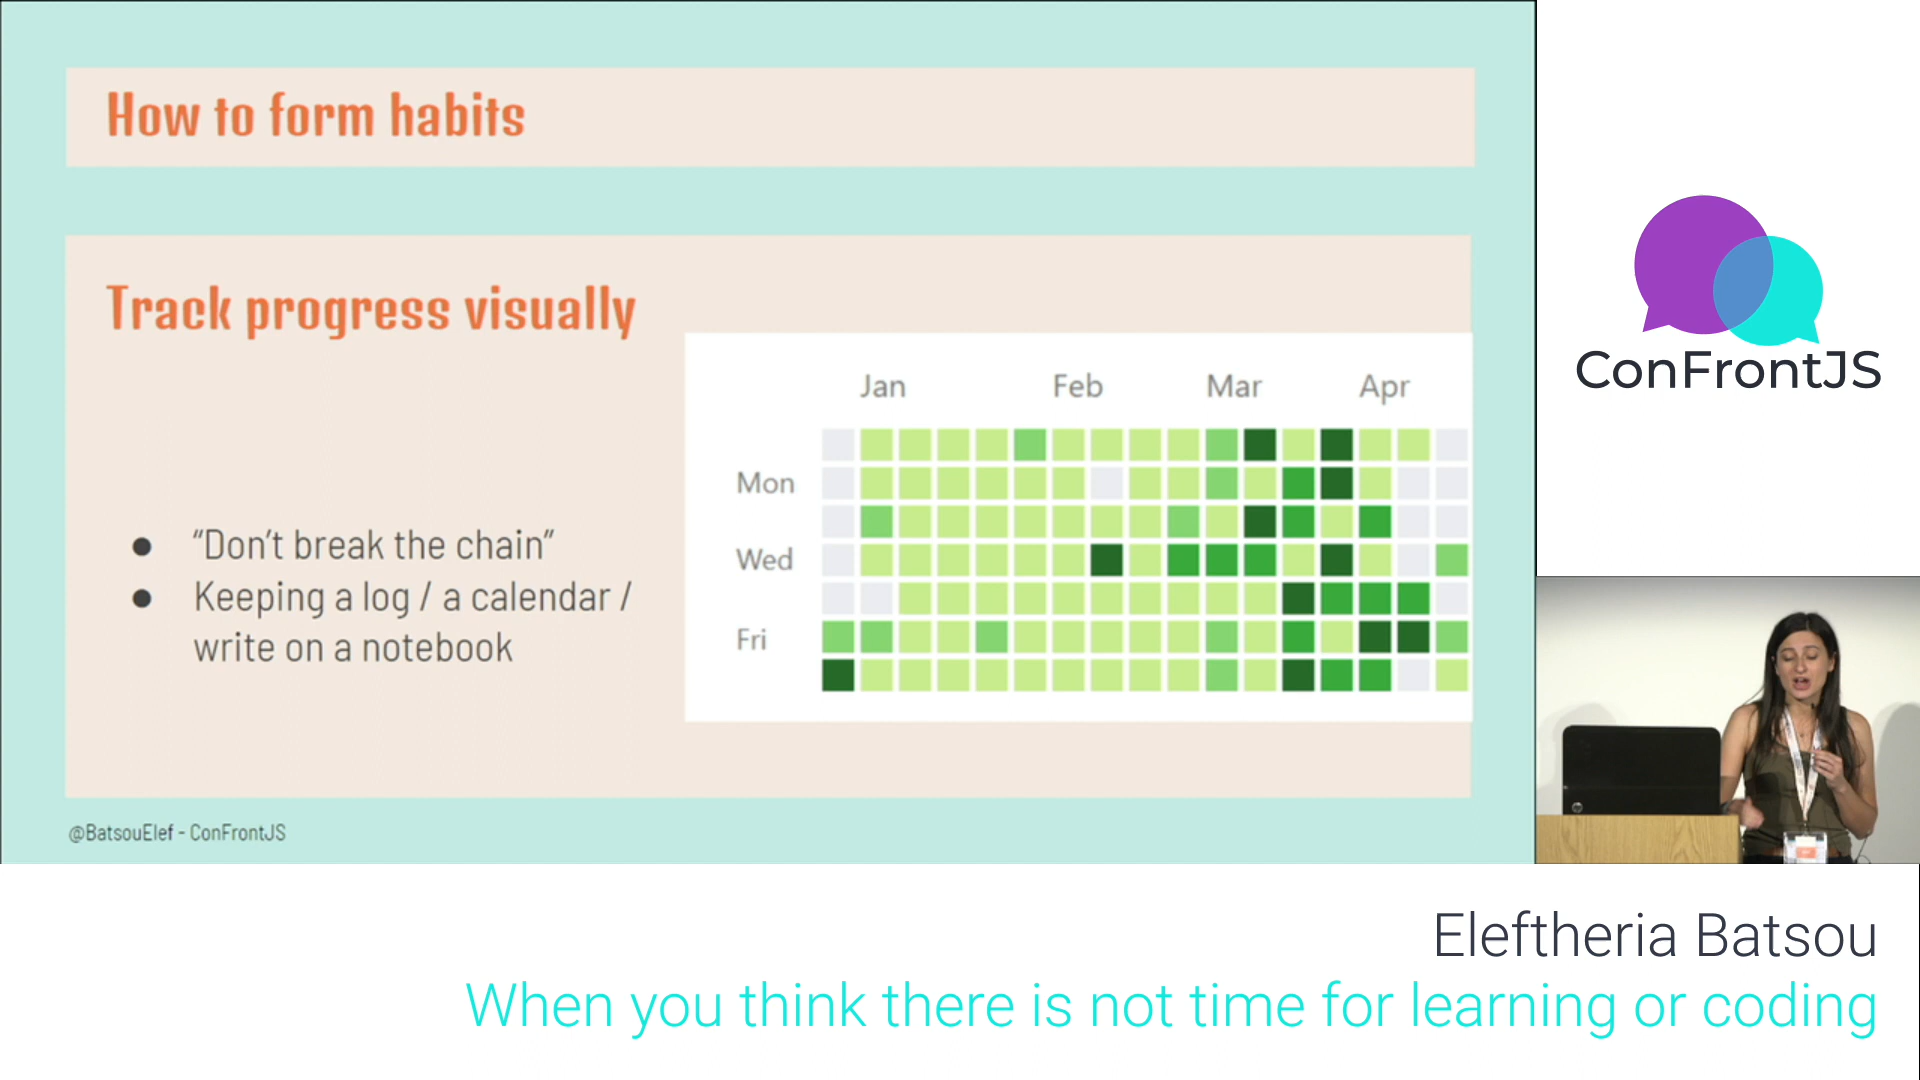 How to form habits
Track progress visually
● “Don’t break the chain”
● Keeping a log / a calendar /
write on a notebook
Jan Feb Mar Apr
Mon
Wed
Fri
@BatsouElef - ConFrontJS
ConFrontJS
Eleftheria Batsou
When you think there is not time for learning or coding